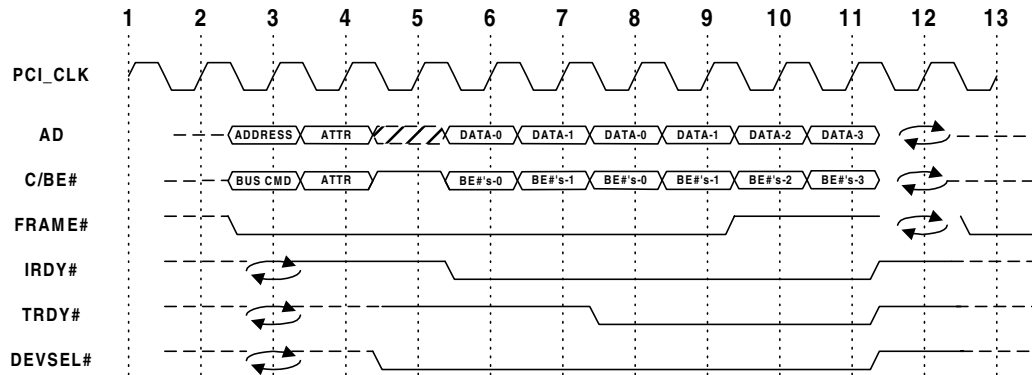 1 2 3 4 5 6 7 8 9 10 11 12 13
PCI_CLK
AD ADDRESS ATTR DATA-0 DATA-1 DATA-0 DATA-1 DATA-2 DATA-3
C/BE# BUS CMD ATTR BE#'s-0 BE#'s-1 BE#'s-0 BE#'s-1 BE#'s-2 BE#'s-3
FRAME#
IRDY#
TRDY#
DEVSEL#